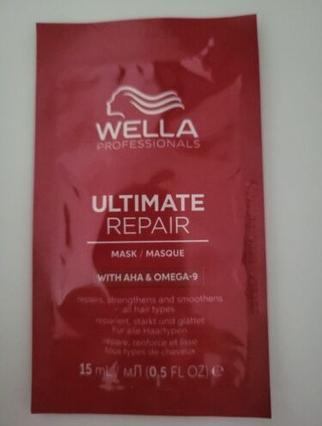 WELLA
PROFESSIONALS
ULTIMATE
REPAIR
MASK / MASQUE
WITH AHA & OMEGA-9
repairs, strengthens and smoothens
all hair types
repariert, stärkt und glättet
für alle Haartypen
répare, renforce et lisse
tous types de cheveux
15 mL / мЛ (0.5 FL OZ) ℮